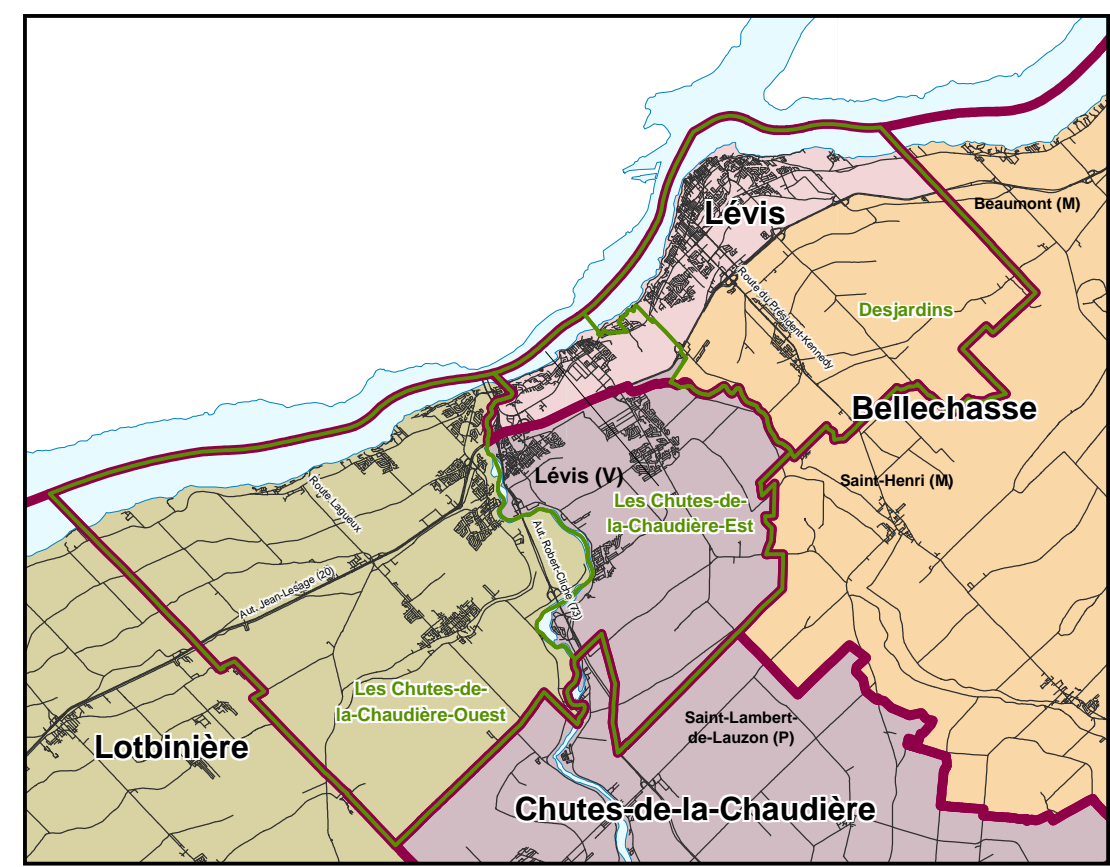 Lévis
Beaumont (M)
Route du Président-Kennedy
Desjardins
Bellechasse
Lévis (V)
Saint-Henri (M)
Les Chutes-de-
la-Chaudière-Est
Route Lagueux
Aut. Robert-Cliche (73)
Aut. Jean-Lesage (20)
Les Chutes-de-
la-Chaudière-Ouest
Saint-Lambert-
de-Lauzon (P)
Lotbinière
Chutes-de-la-Chaudière